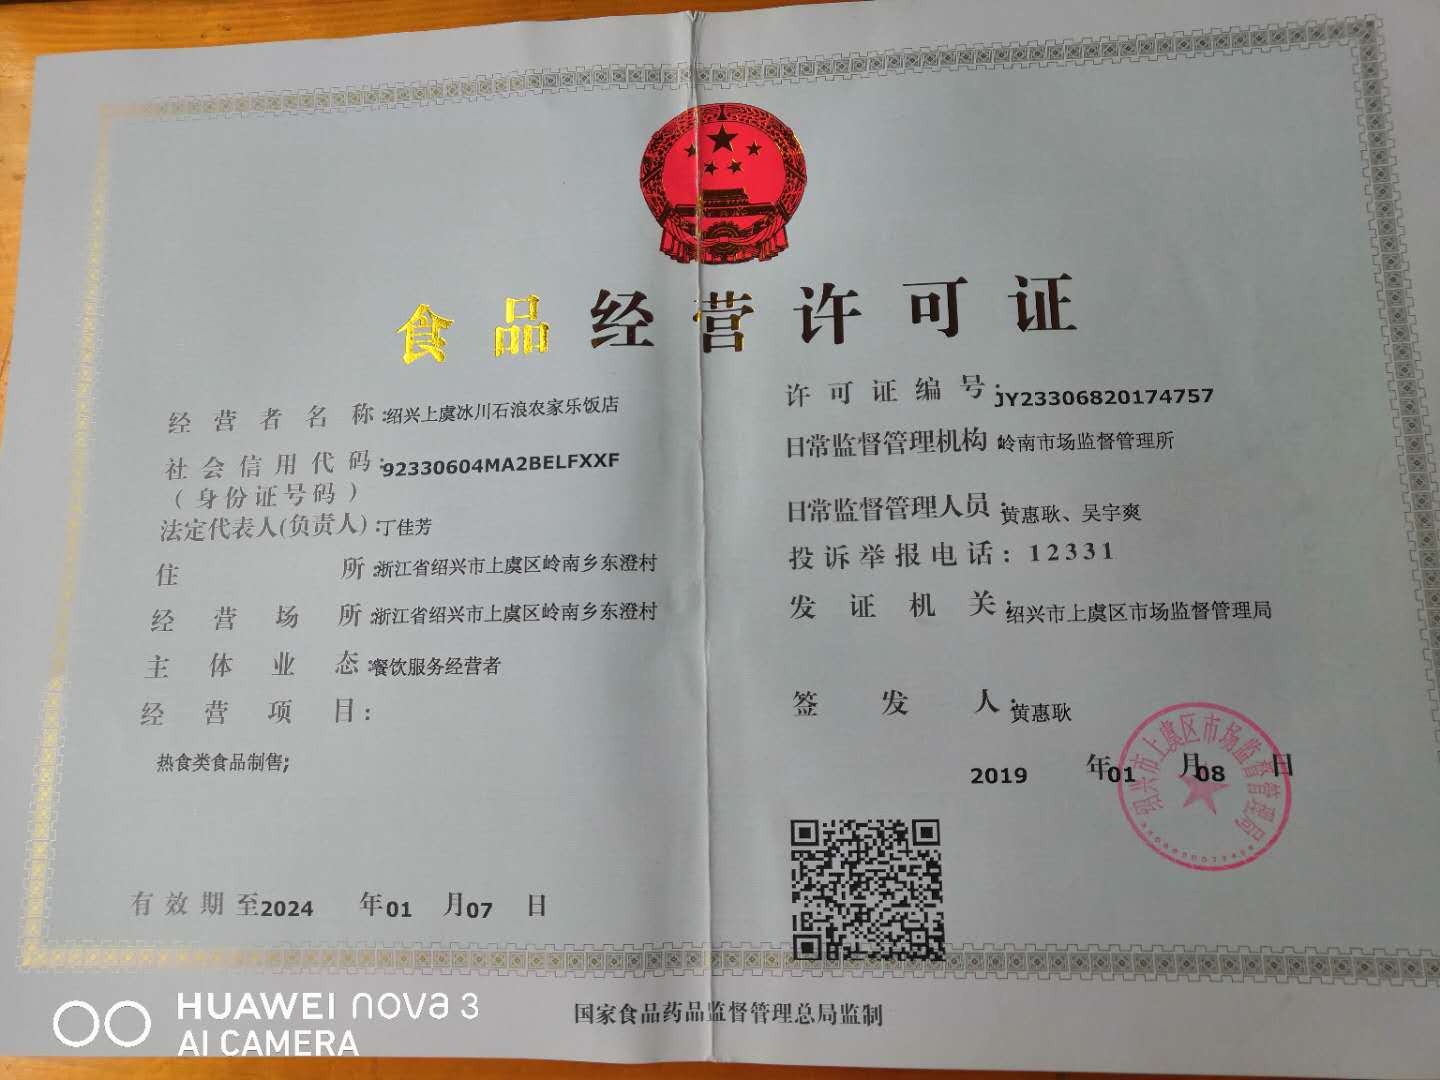 食品经营许可证
经营者名称:绍兴上虞冰川石浪农家乐饭店
社会信用代码:92330604MA2BELFXXF
(身份证号码)
法定代表人(负责人):丁佳芳
住所:浙江省绍兴市上虞区岭南乡东澄村
经营场所:浙江省绍兴市上虞区岭南乡东澄村
主体业态:餐饮服务经营者
经营项目:
热食类食品制售;
有效期至2024年01月07日
许可证编号:JY23306820174757
日常监督管理机构:岭南市场监督管理所
日常监督管理人员:黄惠耿、吴宇爽
投诉举报电话:12331
发证机关:绍兴市上虞区市场监督管理局
签发人:黄惠耿
2019年01月08日
绍兴市上虞区市场监督管理局
国家食品药品监督管理总局监制
HUAWEI nova 3
AI CAMERA